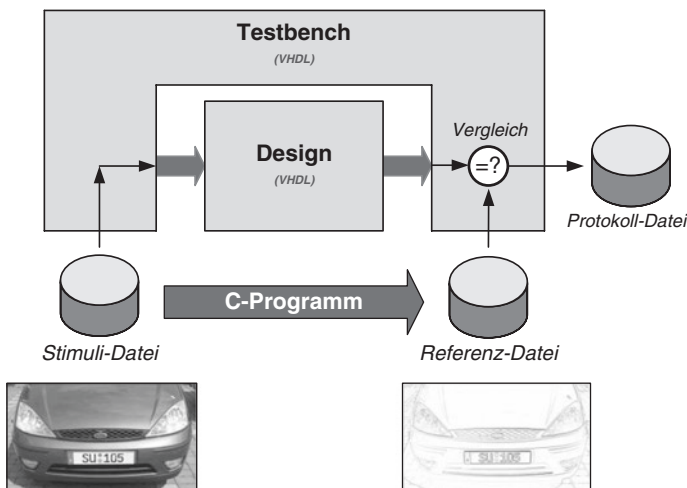 Testbench
(VHDL)
Vergleich
Design
(VHDL)
=?
Protokoll-Datei
C-Programm
Stimuli-Datei
Referenz-Datei
SU 105
SU 105